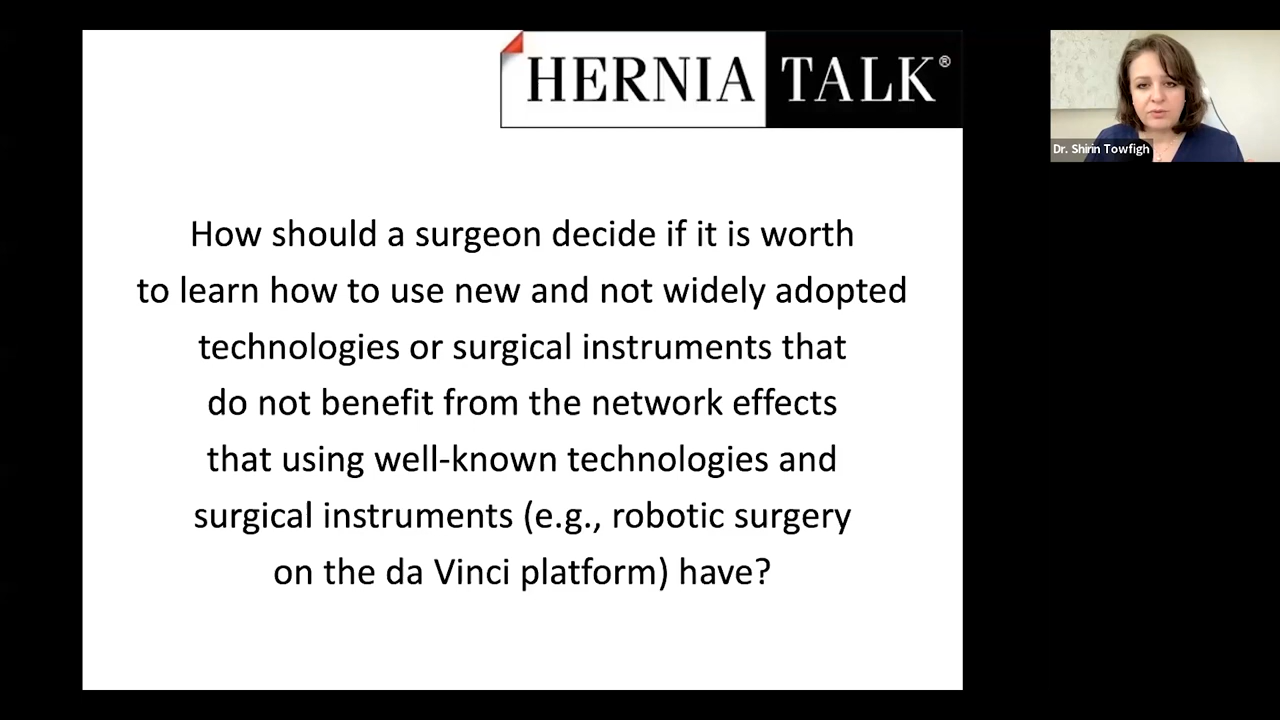 HERNIA TALK®
Dr. Shirin Towfigh
How should a surgeon decide if it is worth
to learn how to use new and not widely adopted
technologies or surgical instruments that
do not benefit from the network effects
that using well-known technologies and
surgical instruments (e.g., robotic surgery
on the da Vinci platform) have?